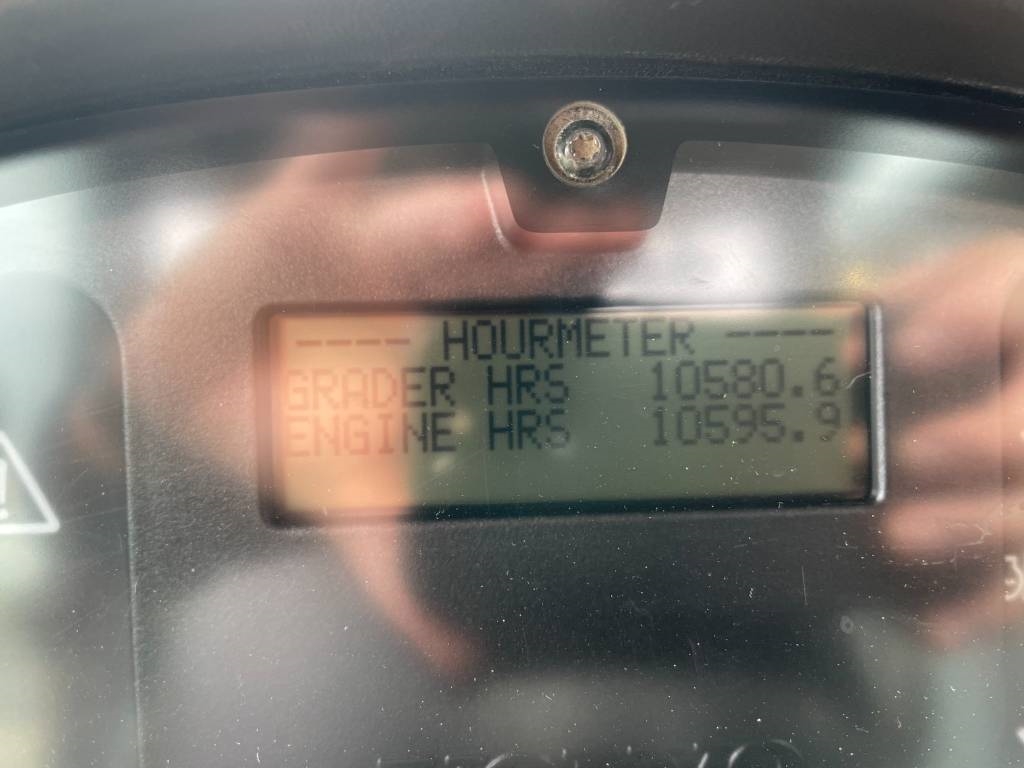 ---- HOURMETER ----
GRADER HRS 10580.6
ENGINE HRS 10595.9